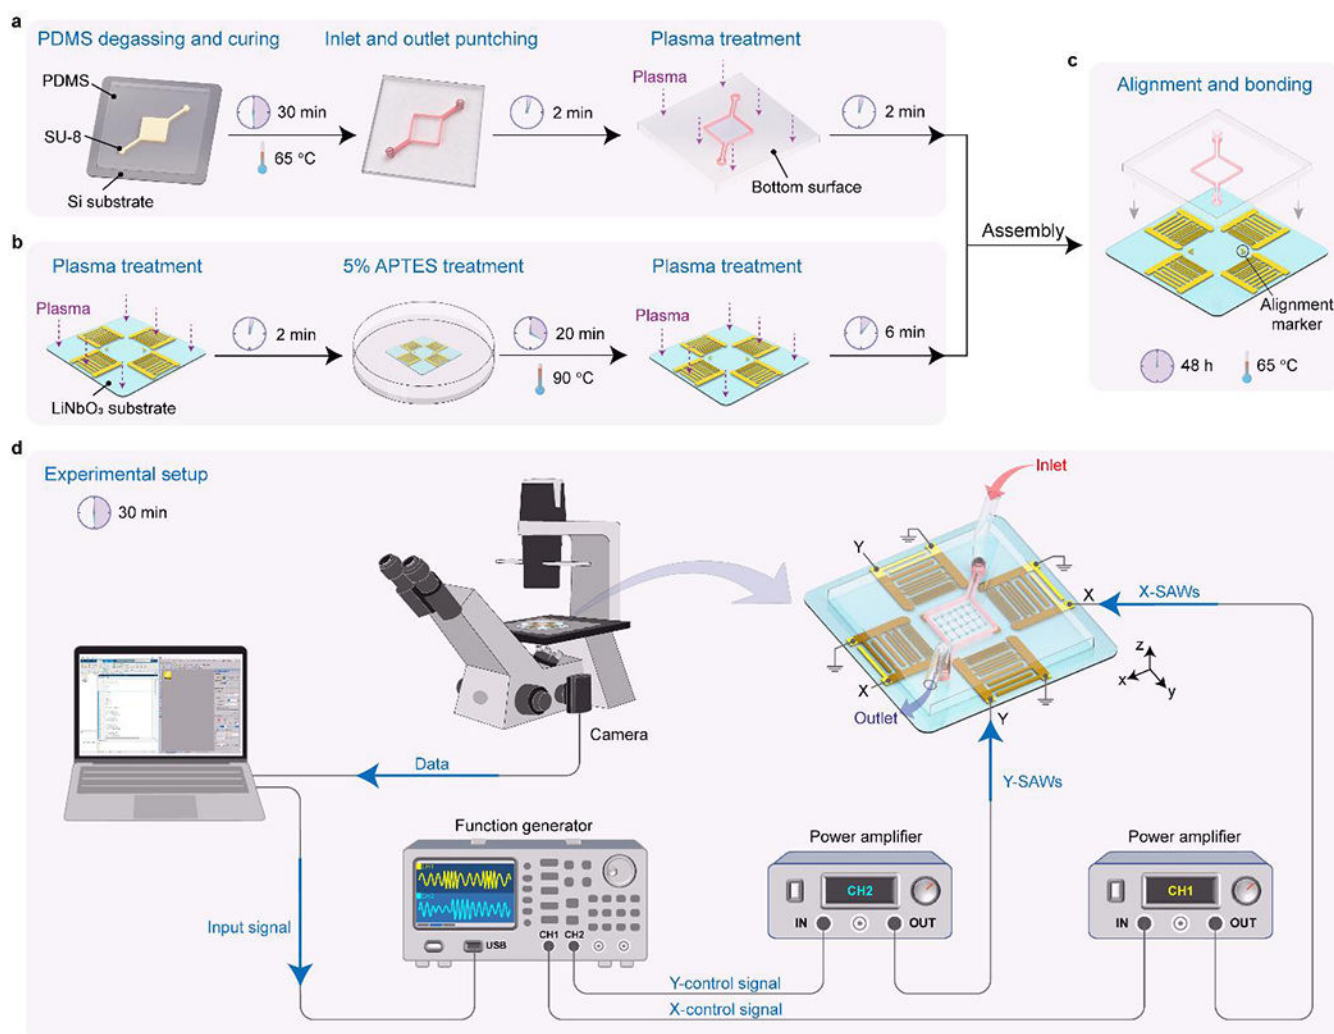 a
PDMS degassing and curing
Inlet and outlet puntching
Plasma treatment
PDMS
SU-8
Si substrate
30 min
65 °C
2 min
Plasma
Bottom surface
2 min
b
Plasma treatment
5% APTES treatment
Plasma treatment
Plasma
LiNbO₃ substrate
2 min
20 min
90 °C
Plasma
6 min
Assembly
c
Alignment and bonding
Alignment
marker
48 h
65 °C
d
Experimental setup
30 min
Camera
Data
Input signal
Function generator
CH1
CH2
USB
CH1 CH2
Y-control signal
X-control signal
Power amplifier
CH2
IN
OUT
Power amplifier
CH1
IN
OUT
Inlet
Outlet
Y
X
X
Y
X-SAWs
Y-SAWs
z
x
y